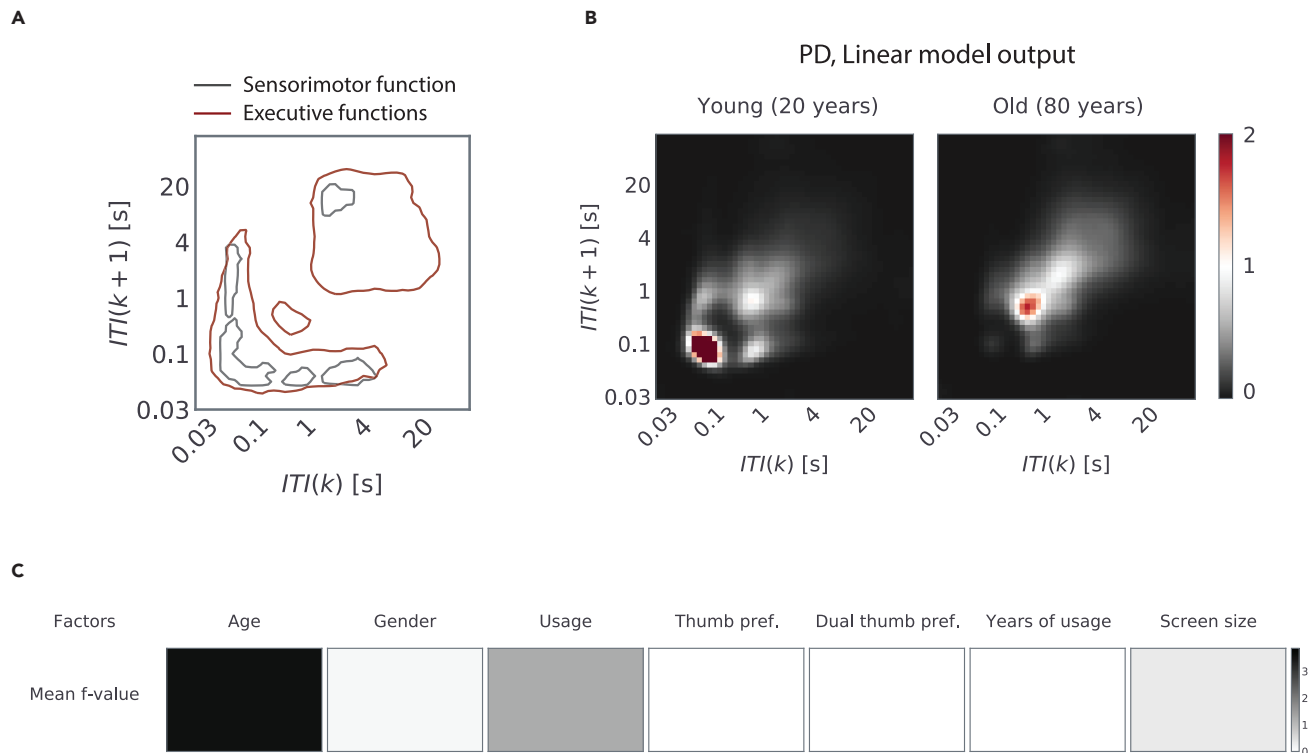 A
Sensorimotor function
Executive functions
ITI(k + 1) [s]
20
4
1
0.1
0.03
0.03
0.1
1
4
20
ITI(k) [s]
B
PD, Linear model output
Young (20 years)
Old (80 years)
ITI(k + 1) [s]
20
4
1
0.1
0.03
0.03
0.1
1
4
20
ITI(k) [s]
0.03
0.1
1
4
20
ITI(k) [s]
2
1
0
C
Factors
Age
Gender
Usage
Thumb pref.
Dual thumb pref.
Years of usage
Screen size
Mean f-value
3
2
1
0